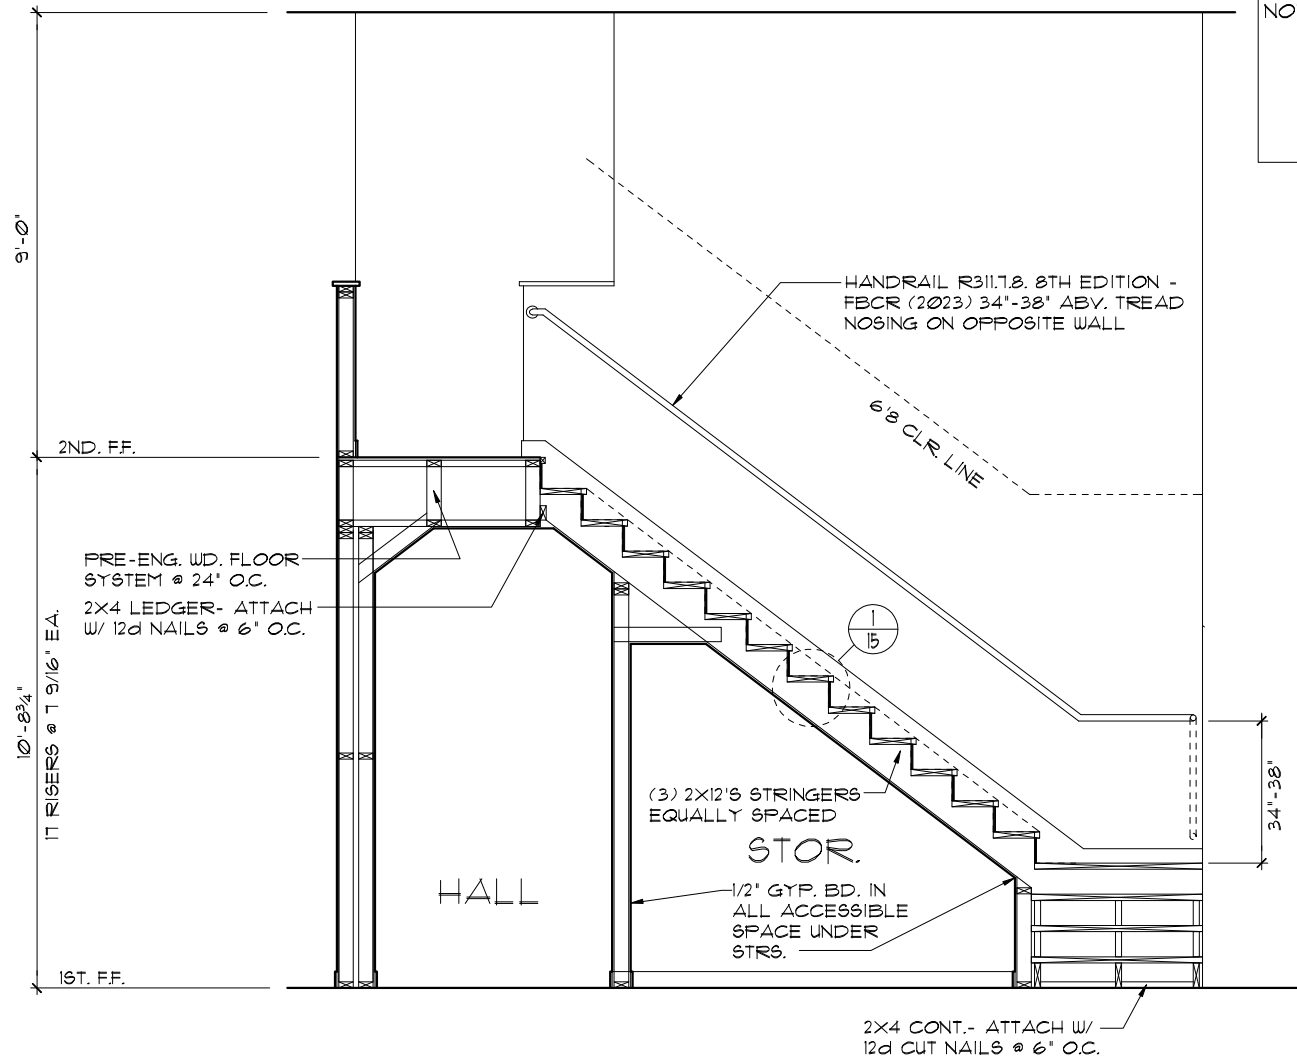 NO
9'-0"
HANDRAIL R311.7.8. 8TH EDITION -
FBCR (2023) 34"-38" ABV. TREAD
NOSING ON OPPOSITE WALL
6'8 CLR. LINE
2ND. F.F.
PRE-ENG. WD. FLOOR
SYSTEM @ 24" O.C.
2X4 LEDGER- ATTACH
W/ 12d NAILS @ 6" O.C.
1
15
10'-8¾"
17 RISERS @ 7 9/16" EA.
(3) 2X12'S STRINGERS
EQUALLY SPACED
34"-38"
STOR.
HALL
1/2" GYP. BD. IN
ALL ACCESSIBLE
SPACE UNDER
STRS.
1ST. F.F.
2X4 CONT.- ATTACH W/
12d CUT NAILS @ 6" O.C.